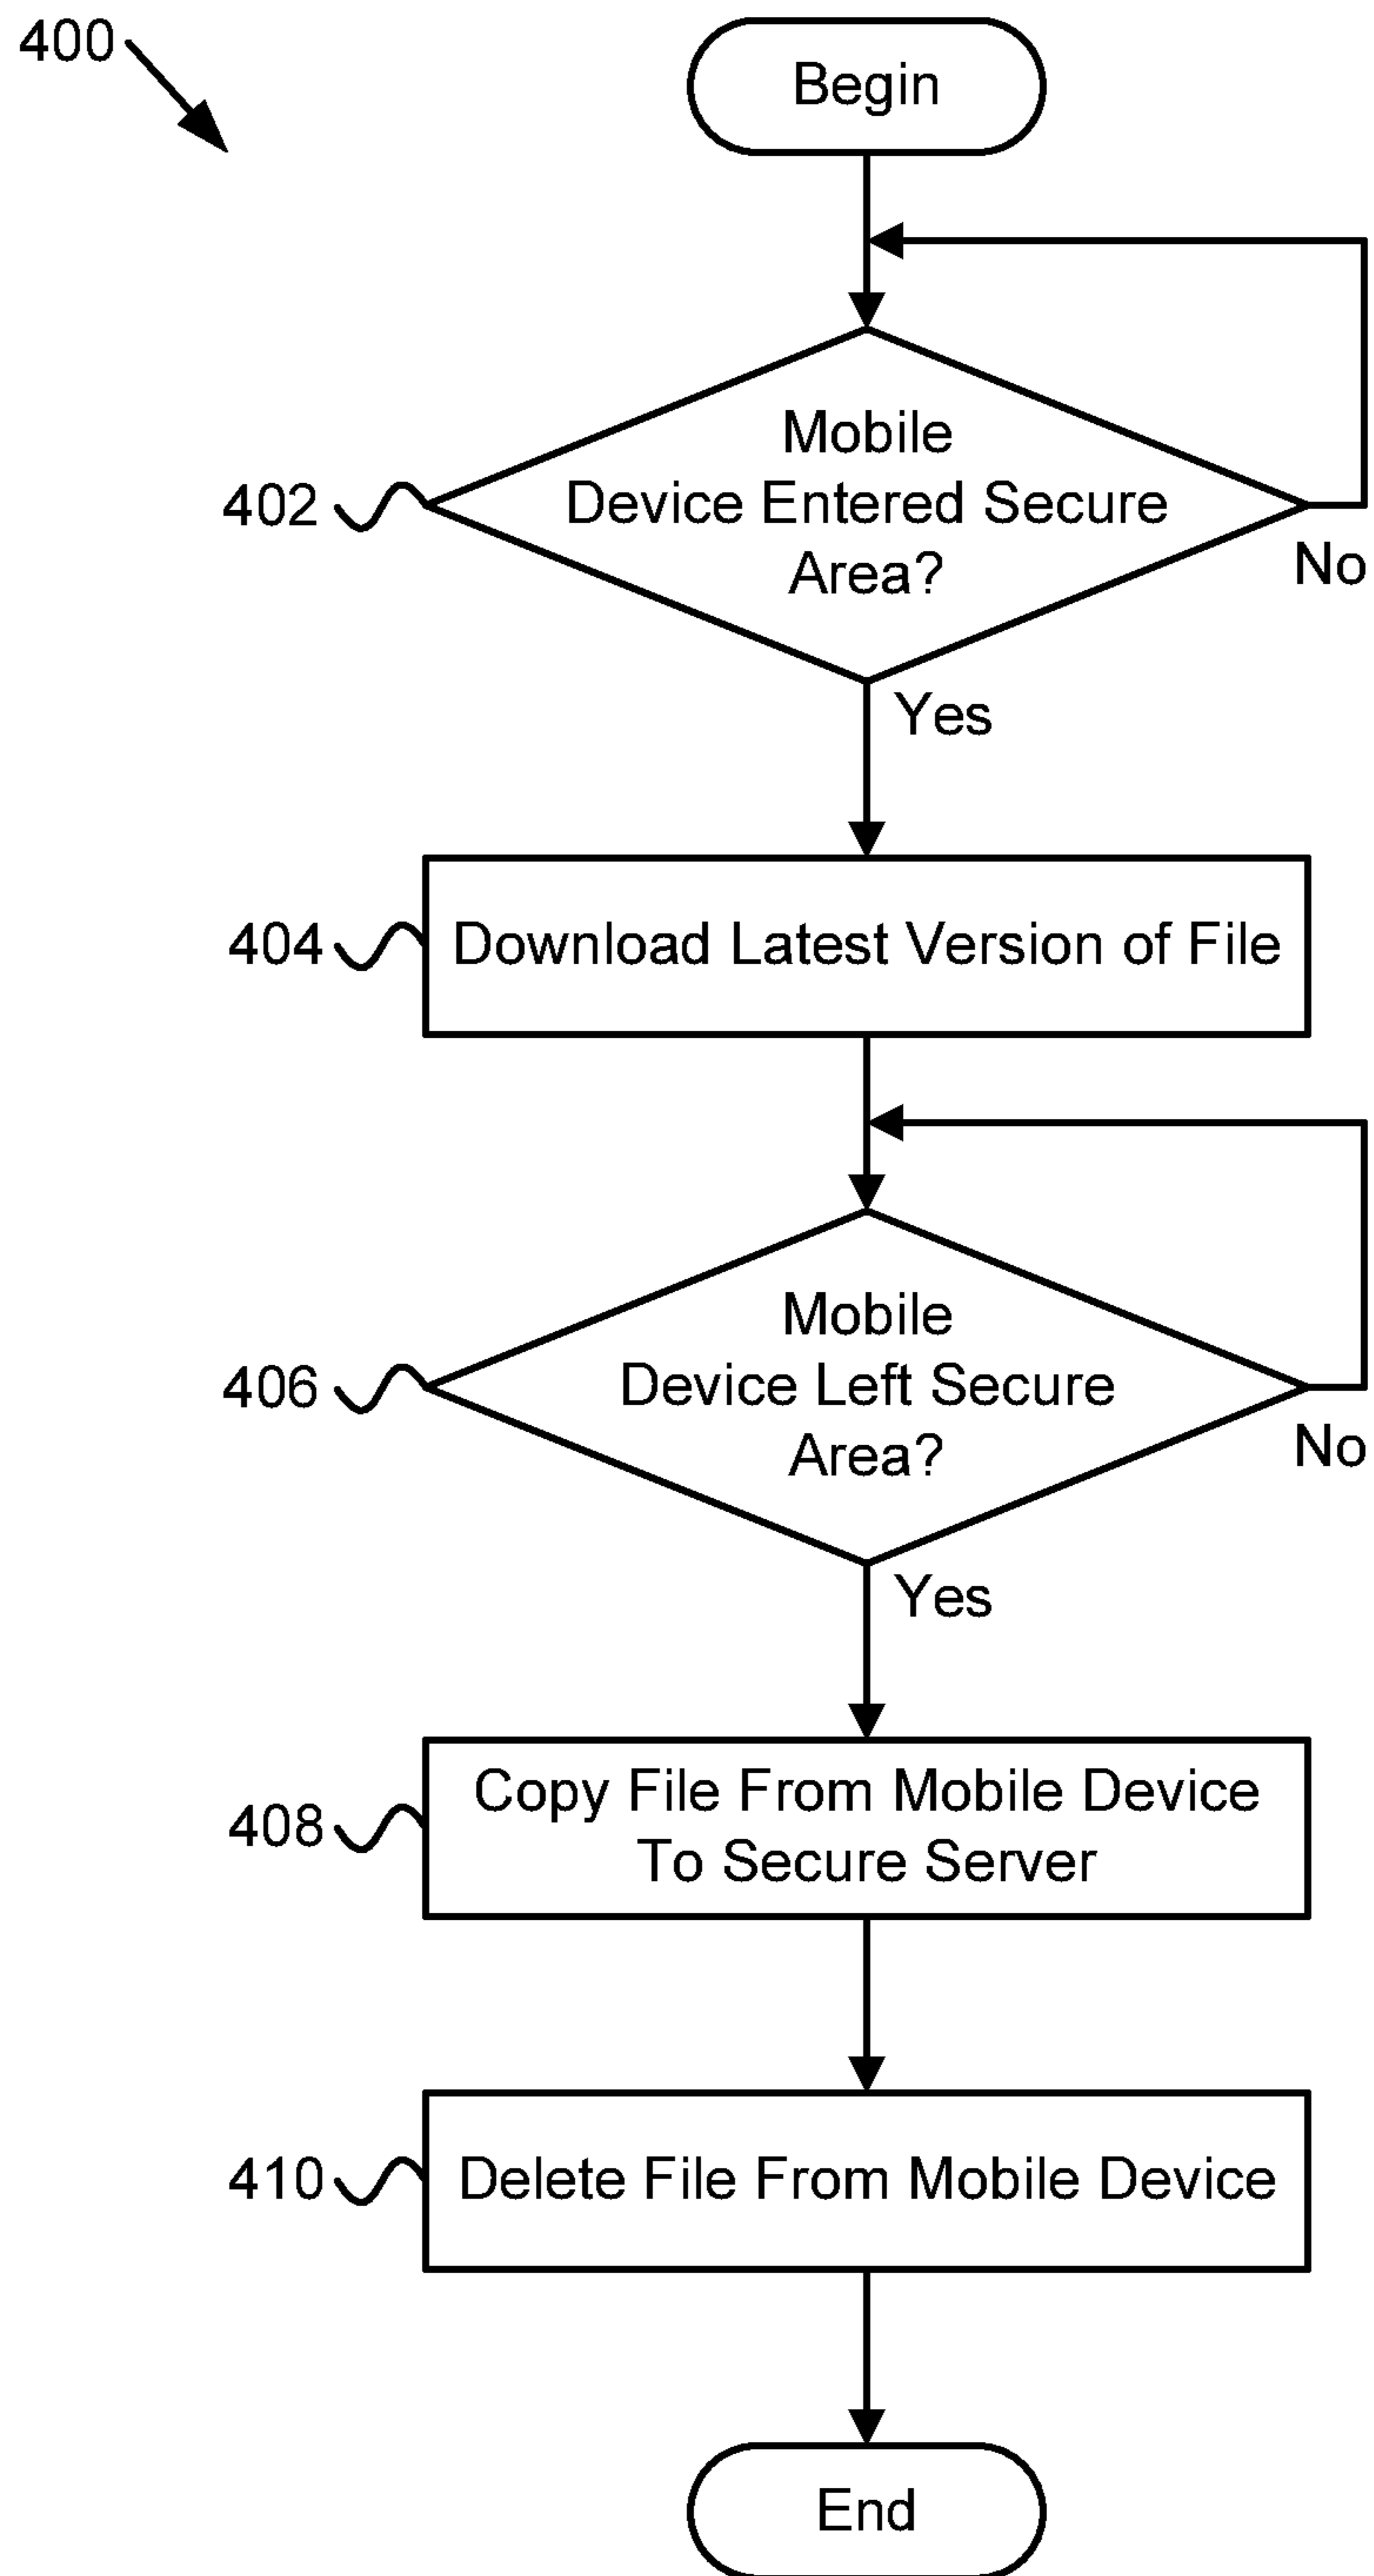 400
Begin
Mobile
Device Entered Secure
Area?
402
No
Yes
404
Download Latest Version of File
Mobile
Device Left Secure
Area?
406
No
Yes
Copy File From Mobile Device
To Secure Server
408
410
Delete File From Mobile Device
End